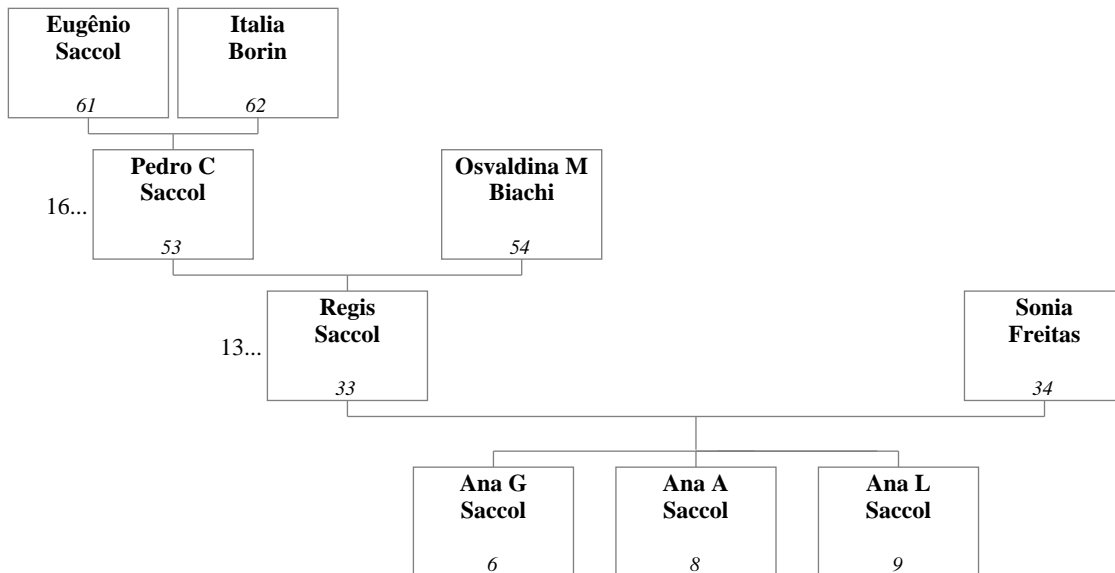 Eugênio
Saccol
61
Italia
Borin
62
16...
Pedro C
Saccol
53
Osvaldina M
Biachi
54
13...
Regis
Saccol
33
Sonia
Freitas
34
Ana G
Saccol
6
Ana A
Saccol
8
Ana L
Saccol
9